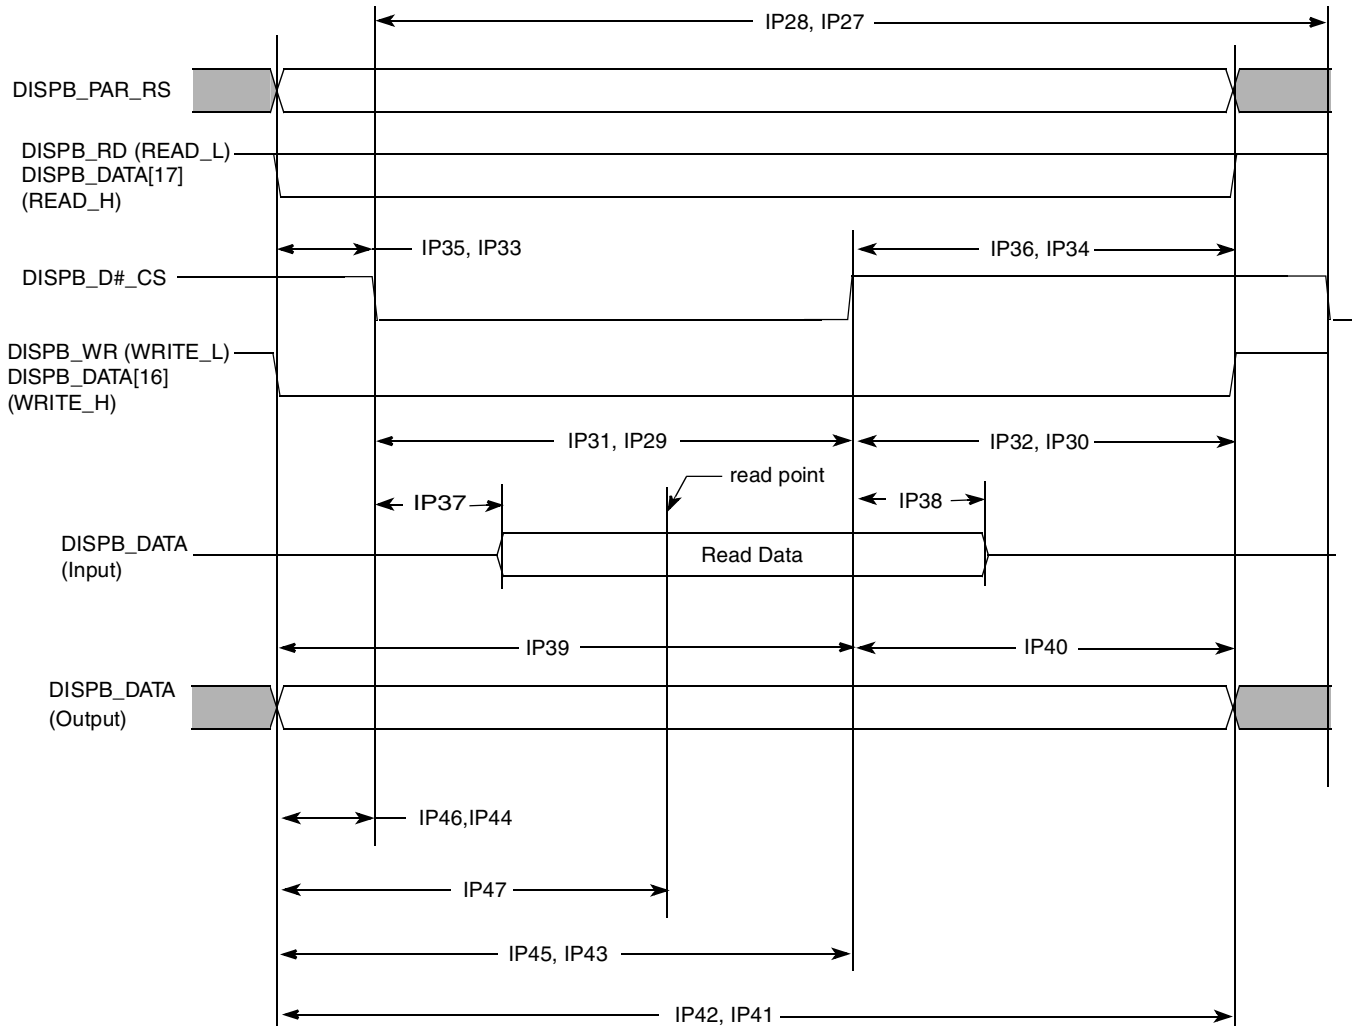 IP28, IP27
DISPB_PAR_RS
DISPB_RD (READ_L)
DISPB_DATA[17]
(READ_H)
IP35, IP33
IP36, IP34
DISPB_D#_CS
DISPB_WR (WRITE_L)
DISPB_DATA[16]
(WRITE_H)
IP31, IP29
IP32, IP30
read point
IP37
IP38
DISPB_DATA
(Input)
Read Data
IP39
IP40
DISPB_DATA
(Output)
IP46,IP44
IP47
IP45, IP43
IP42, IP41